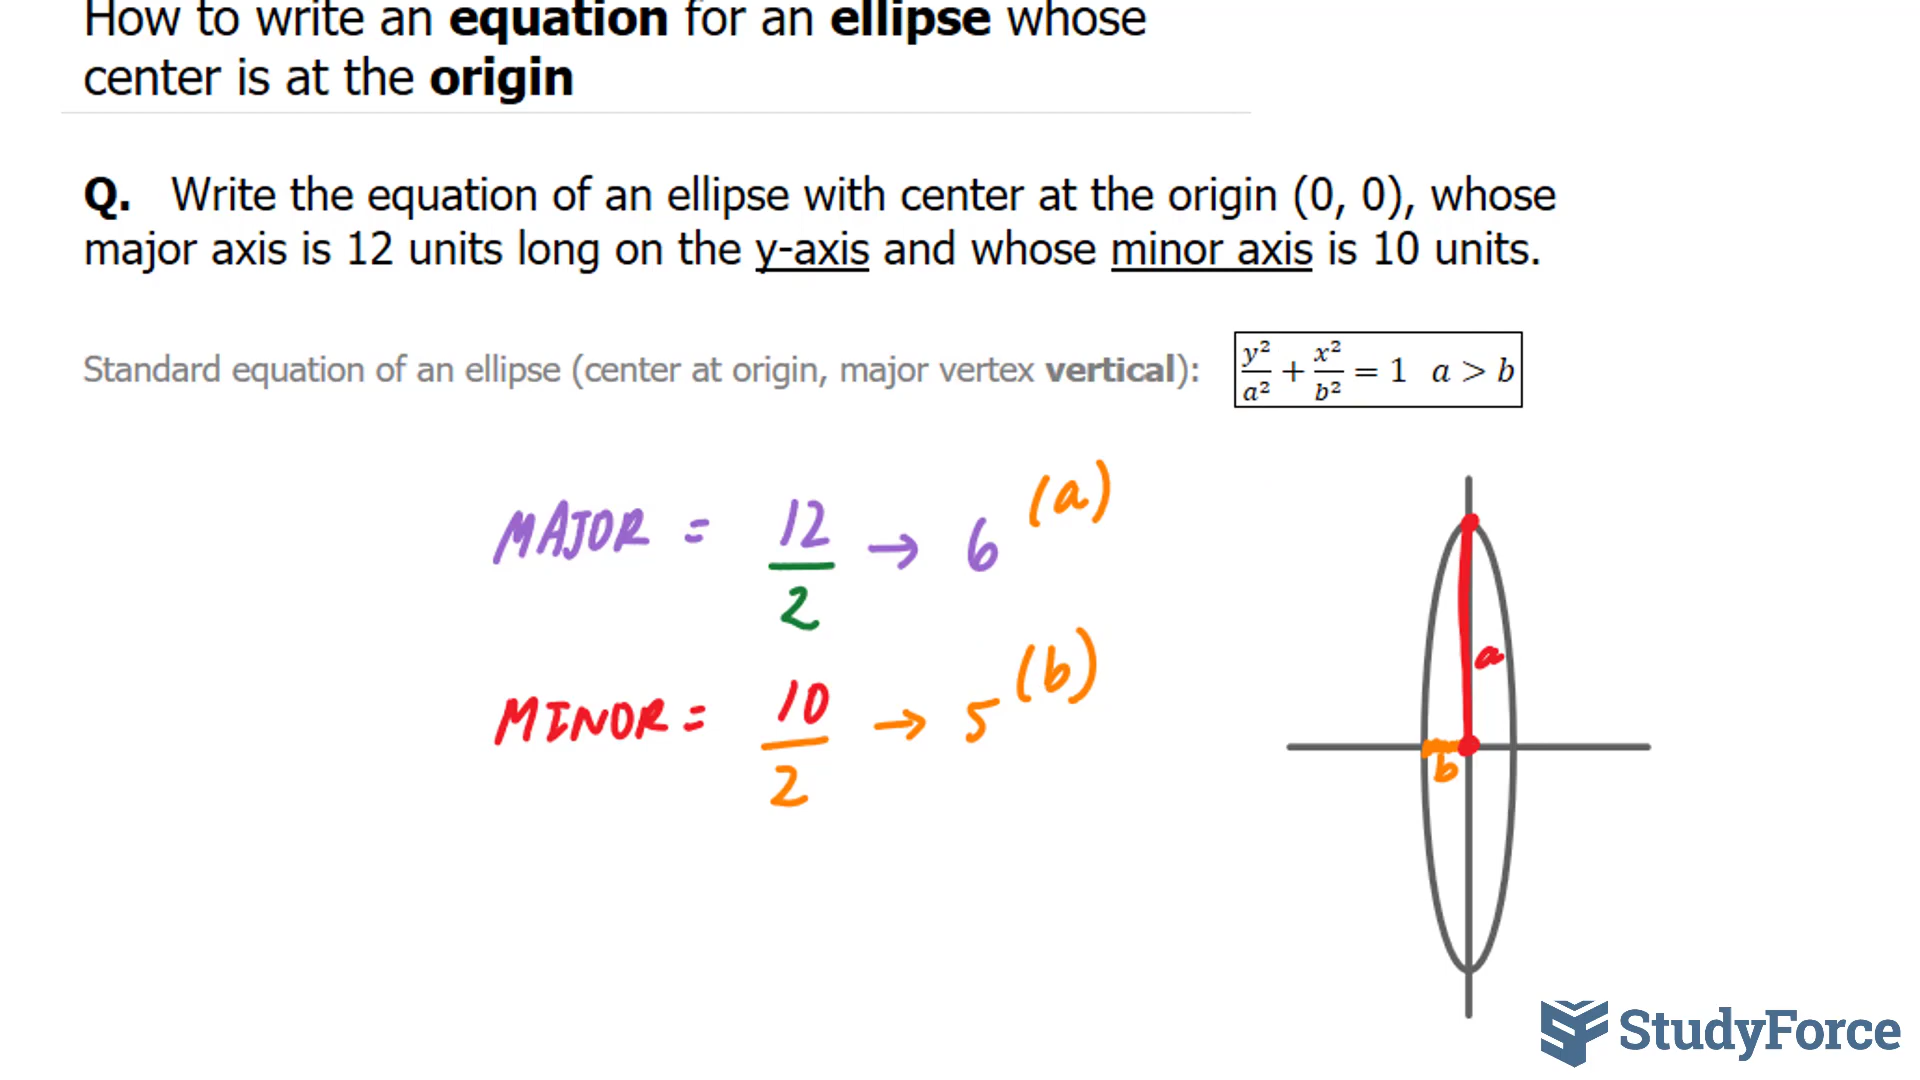 How to write an equation for an ellipse whose
center is at the origin
Q. Write the equation of an ellipse with center at the origin (0, 0), whose
major axis is 12 units long on the y-axis and whose minor axis is 10 units.
Standard equation of an ellipse (center at origin, major vertex vertical): y²/a² + x²/b² = 1 a > b
MAJOR = 12/2 → 6 (a)
MINOR = 10/2 → 5 (b)
a
b
StudyForce